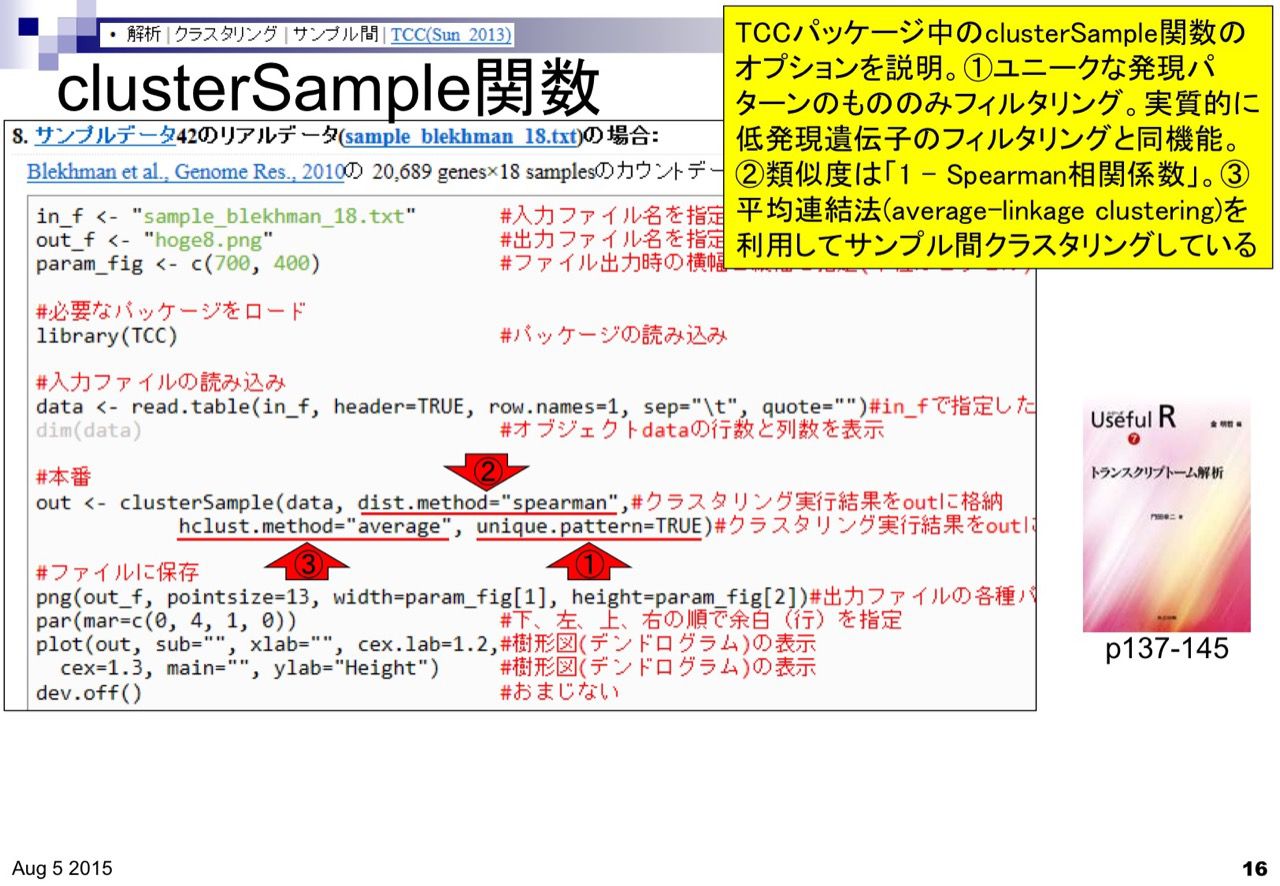 • 解析 | クラスタリング | サンプル間 | TCC(Sun_2013)
clusterSample関数
TCCパッケージ中のclusterSample関数の
オプションを説明。①ユニークな発現パ
ターンのもののみフィルタリング。実質的に
低発現遺伝子のフィルタリングと同機能。
②類似度は「1 – Spearman相関係数」。③
平均連結法(average-linkage clustering)を
利用してサンプル間クラスタリングしている
8. サンプルデータ42のリアルデータ(sample_blekhman_18.txt)の場合:
Blekhman et al., Genome Res., 2010の 20,689 genes×18 samplesのカウントデー
in_f <- "sample_blekhman_18.txt" #入力ファイル名を指定
out_f <- "hoge8.png" #出力ファイル名を指定
param_fig <- c(700, 400) #ファイル出力時の横幅
#必要なパッケージをロード
library(TCC) #パッケージの読み込み
#入力ファイルの読み込み
data <- read.table(in_f, header=TRUE, row.names=1, sep="\t", quote="")#in_fで指定した
dim(data) #オブジェクトdataの行数と列数を表示
#本番
②
out <- clusterSample(data, dist.method="spearman",#クラスタリング実行結果をoutに格納
hclust.method="average", unique.pattern=TRUE)#クラスタリング実行結果をoutに
③ ①
#ファイルに保存
png(out_f, pointsize=13, width=param_fig[1], height=param_fig[2])#出力ファイルの各種パ
par(mar=c(0, 4, 1, 0)) #下、左、上、右の順で余白（行）を指定
plot(out, sub="", xlab="", cex.lab=1.2,#樹形図(デンドログラム)の表示
cex=1.3, main="", ylab="Height") #樹形図(デンドログラム)の表示
dev.off() #おまじない
Useful R
7
トランスクリプトーム解析
p137-145
Aug 5 2015
16